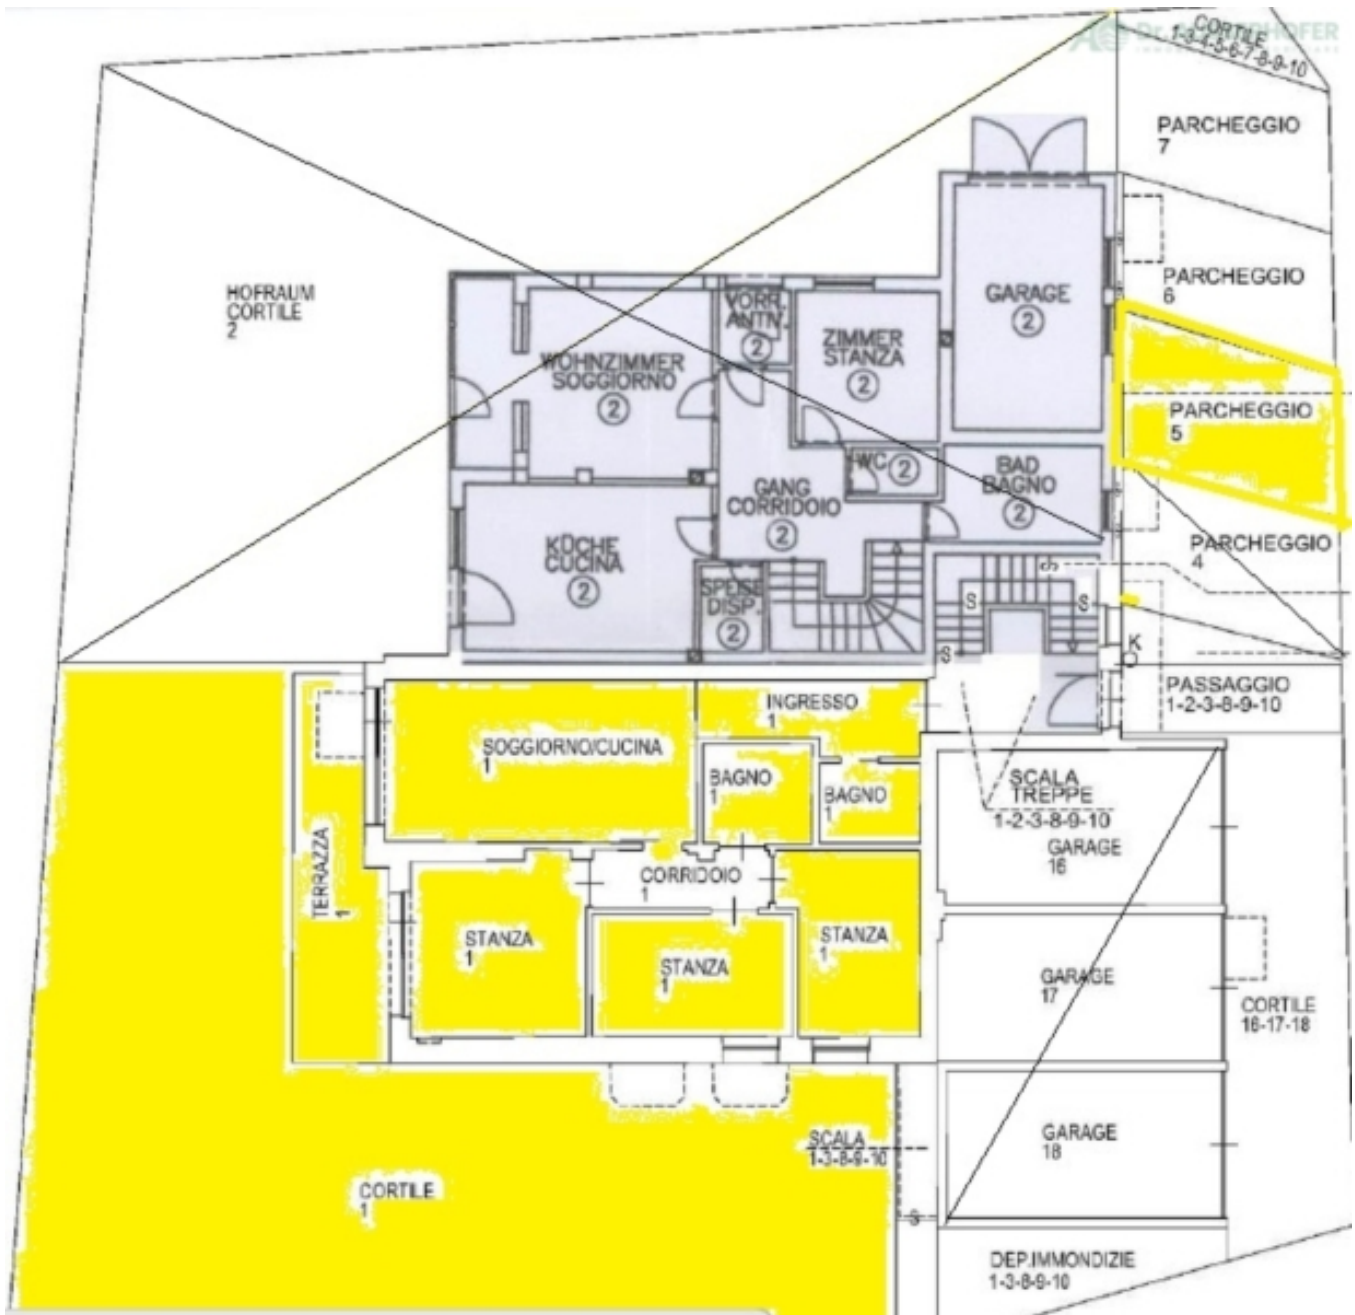 CORTILE
1-3-4-5-6-7-8-9-10
PARCHEGGIO
7
HOFRAUM
CORTILE
2
PARCHEGGIO
6
GARAGE
2
VORR.
ANTIV.
2
ZIMMER
STANZA
2
WOHNZIMMER
SOGGIORNO
2
PARCHEGGIO
5
WC
2
BAD
BAGNO
2
GANG
CORRIDOIO
2
KÜCHE
CUCINA
2
SPEISE
DISP.
2
PARCHEGGIO
4
S
S
S
S
K
PASSAGGIO
1-2-3-8-9-10
INGRESSO
1
SOGGIORNO/CUCINA
1
BAGNO
1
BAGNO
1
SCALA
TREPPE
1-2-3-8-9-10
GARAGE
16
TERRAZZA
1
CORRIDOIO
1
STANZA
1
STANZA
1
STANZA
1
GARAGE
17
CORTILE
16-17-18
GARAGE
18
SCALA
1-3-8-9-10
CORTILE
1
S
DEP.IMMONDIZIE
1-3-8-9-10